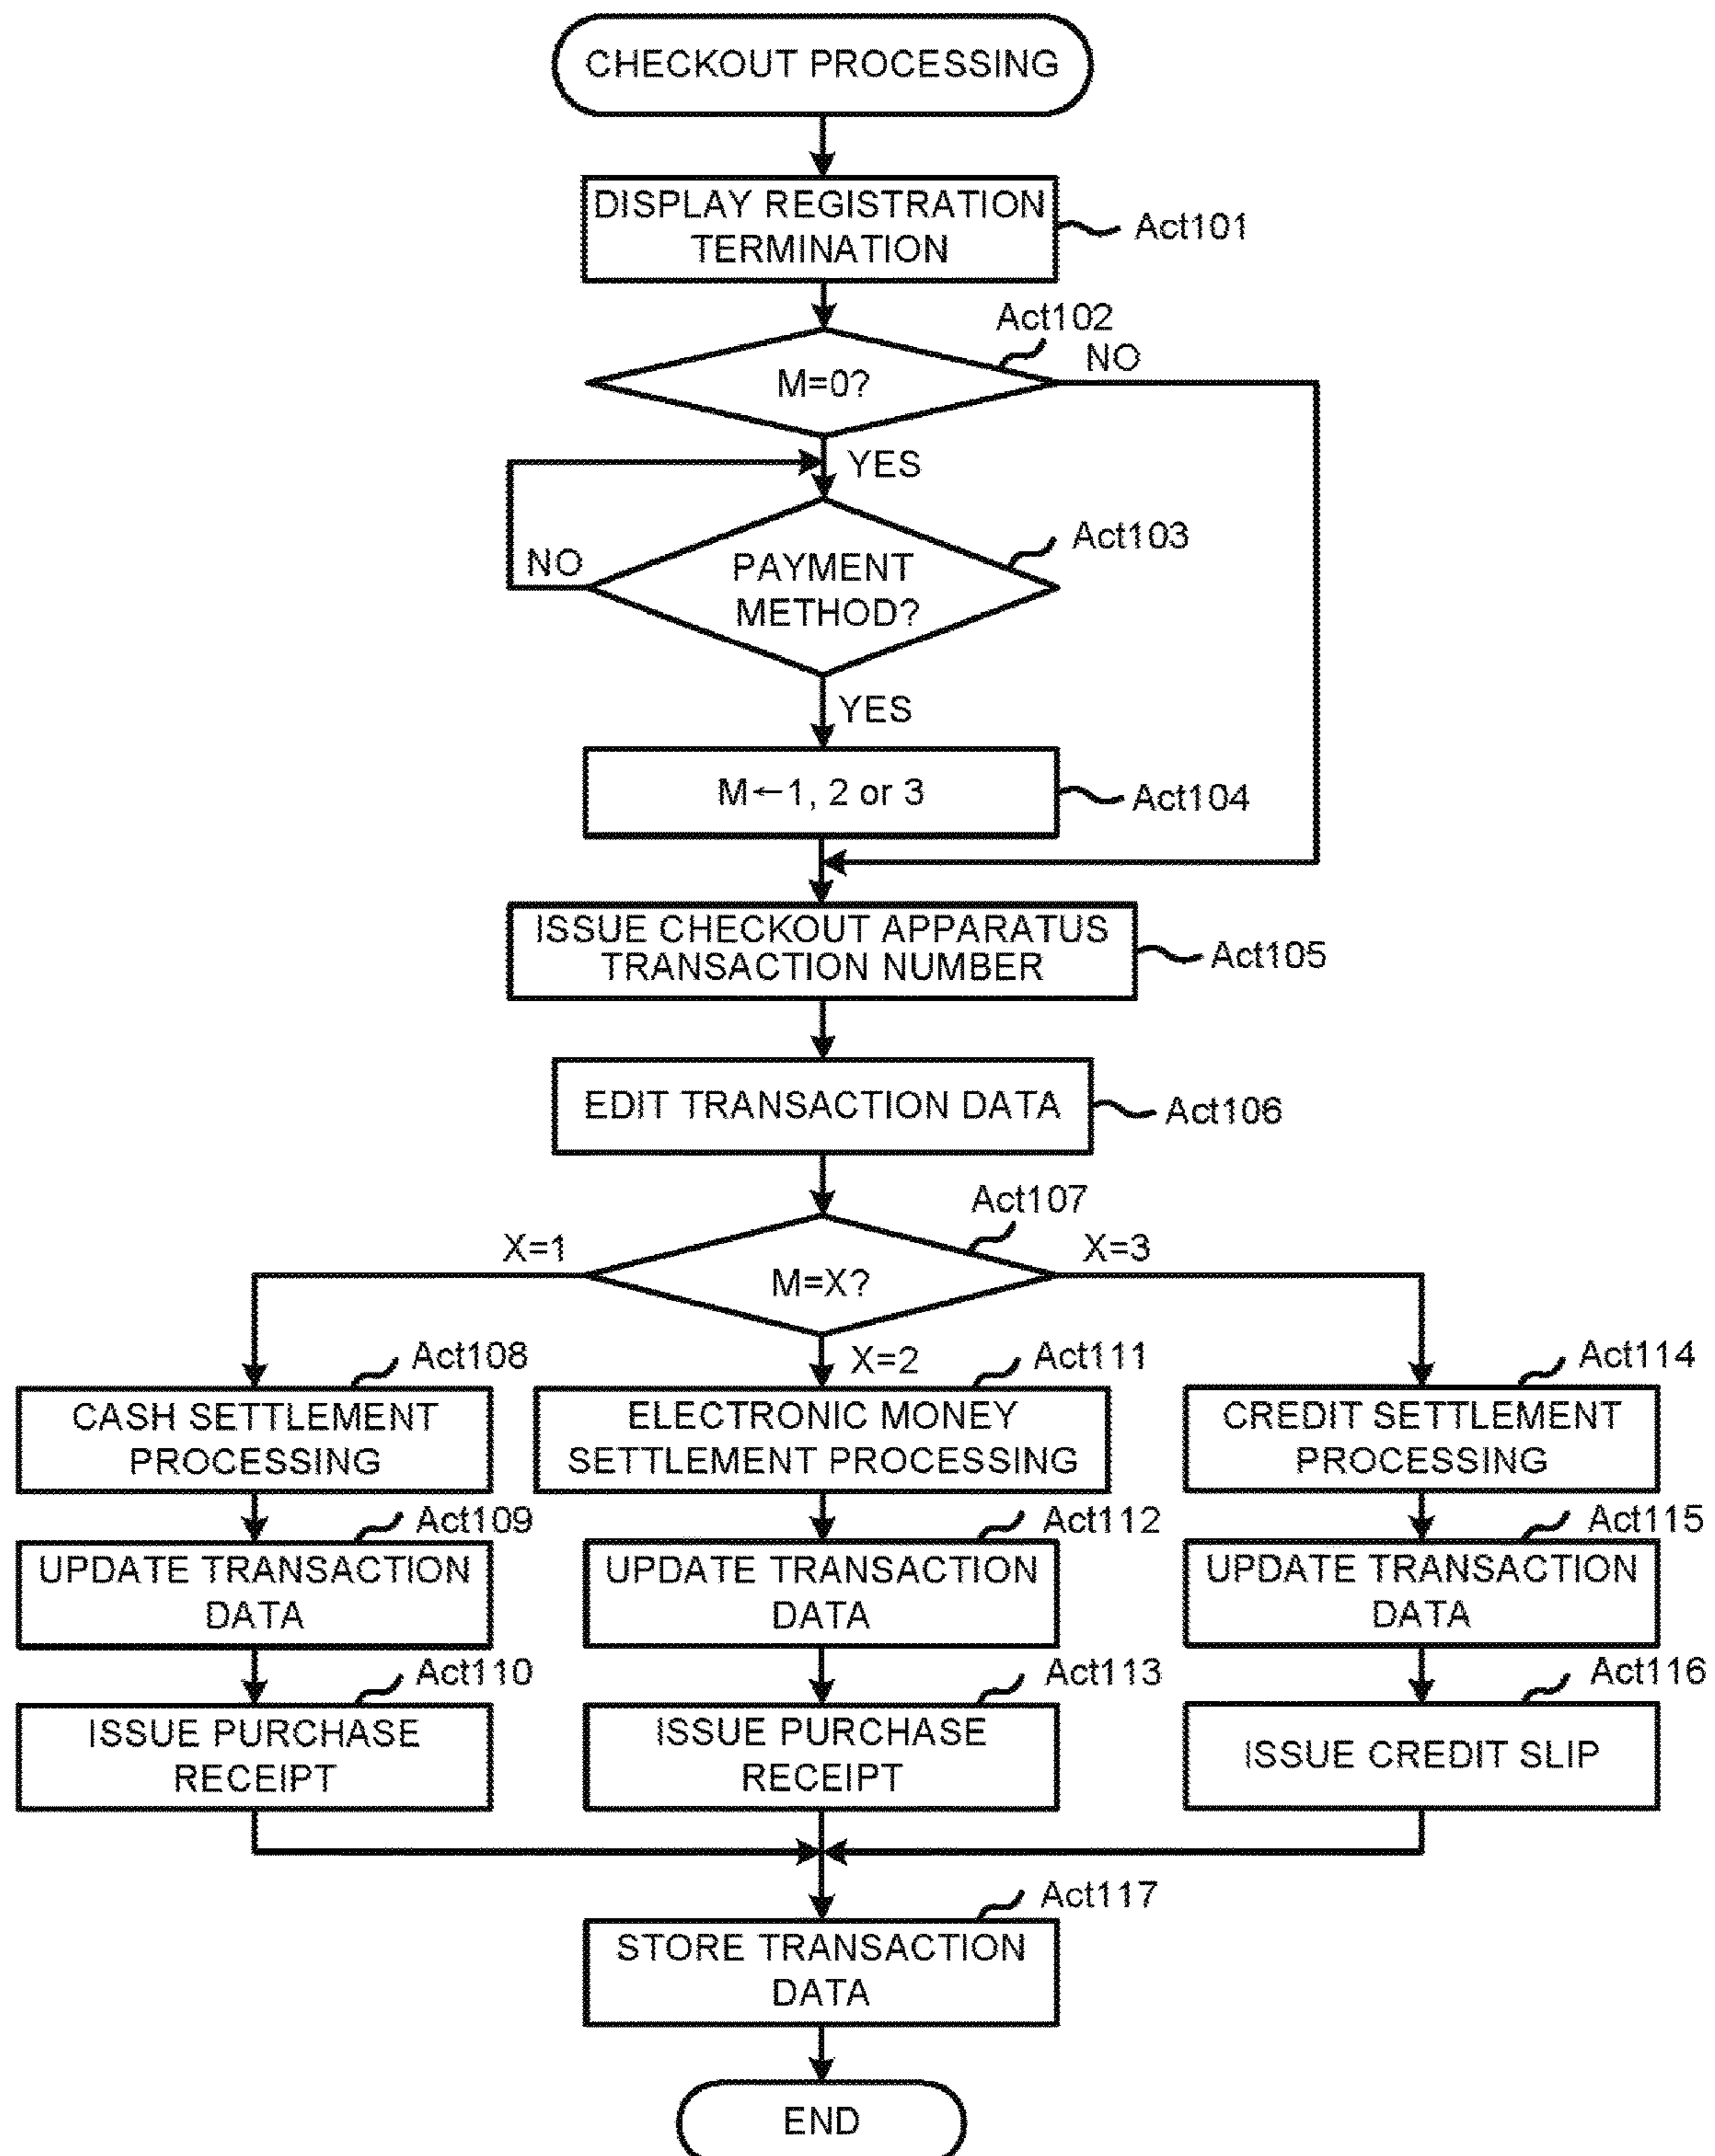 CHECKOUT PROCESSING
DISPLAY REGISTRATION
TERMINATION
Act101
Act102
M=0?
NO
YES
Act103
PAYMENT
METHOD?
NO
YES
M←1, 2 or 3
Act104
ISSUE CHECKOUT APPARATUS
TRANSACTION NUMBER
Act105
EDIT TRANSACTION DATA
Act106
Act107
X=1
M=X?
X=3
X=2
Act108
CASH SETTLEMENT
PROCESSING
Act111
ELECTRONIC MONEY
SETTLEMENT PROCESSING
Act114
CREDIT SETTLEMENT
PROCESSING
Act109
UPDATE TRANSACTION
DATA
Act112
UPDATE TRANSACTION
DATA
Act115
UPDATE TRANSACTION
DATA
Act110
ISSUE PURCHASE
RECEIPT
Act113
ISSUE PURCHASE
RECEIPT
Act116
ISSUE CREDIT SLIP
Act117
STORE TRANSACTION
DATA
END